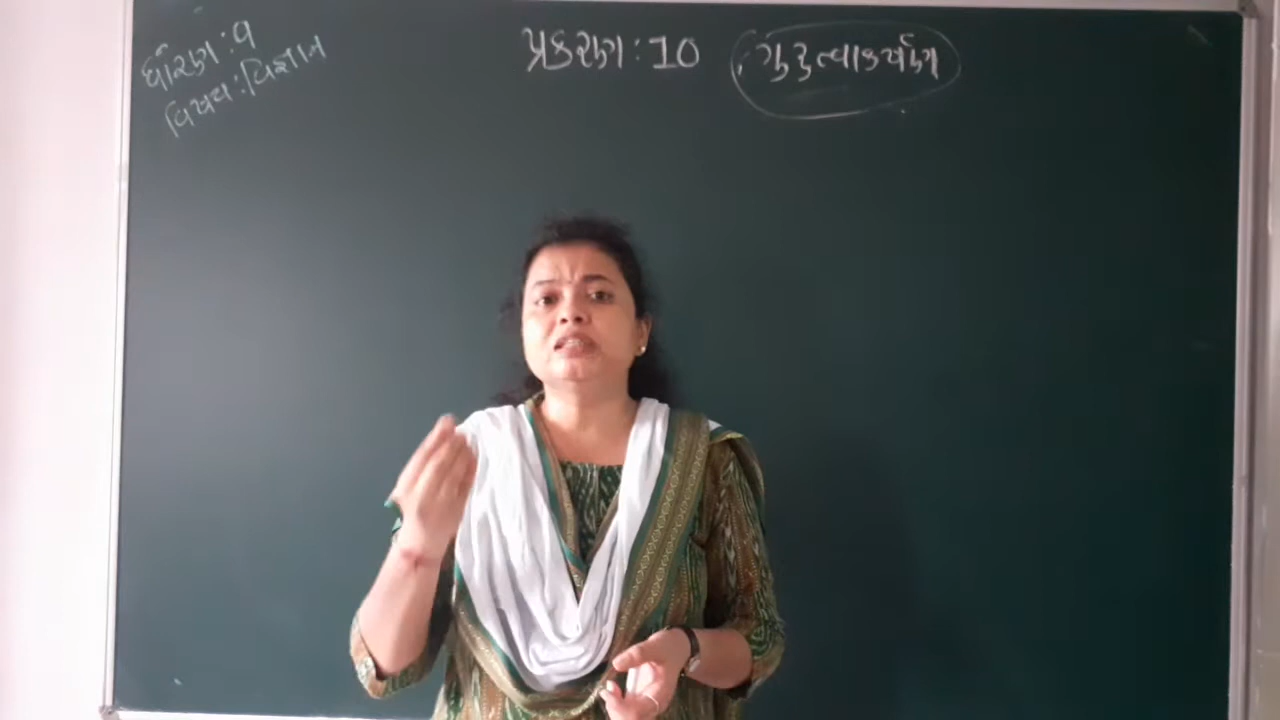 ધોરણ : 9
વિષય : વિજ્ઞાન
પ્રકરણ : 10 , ગુરુત્વાકર્ષણ